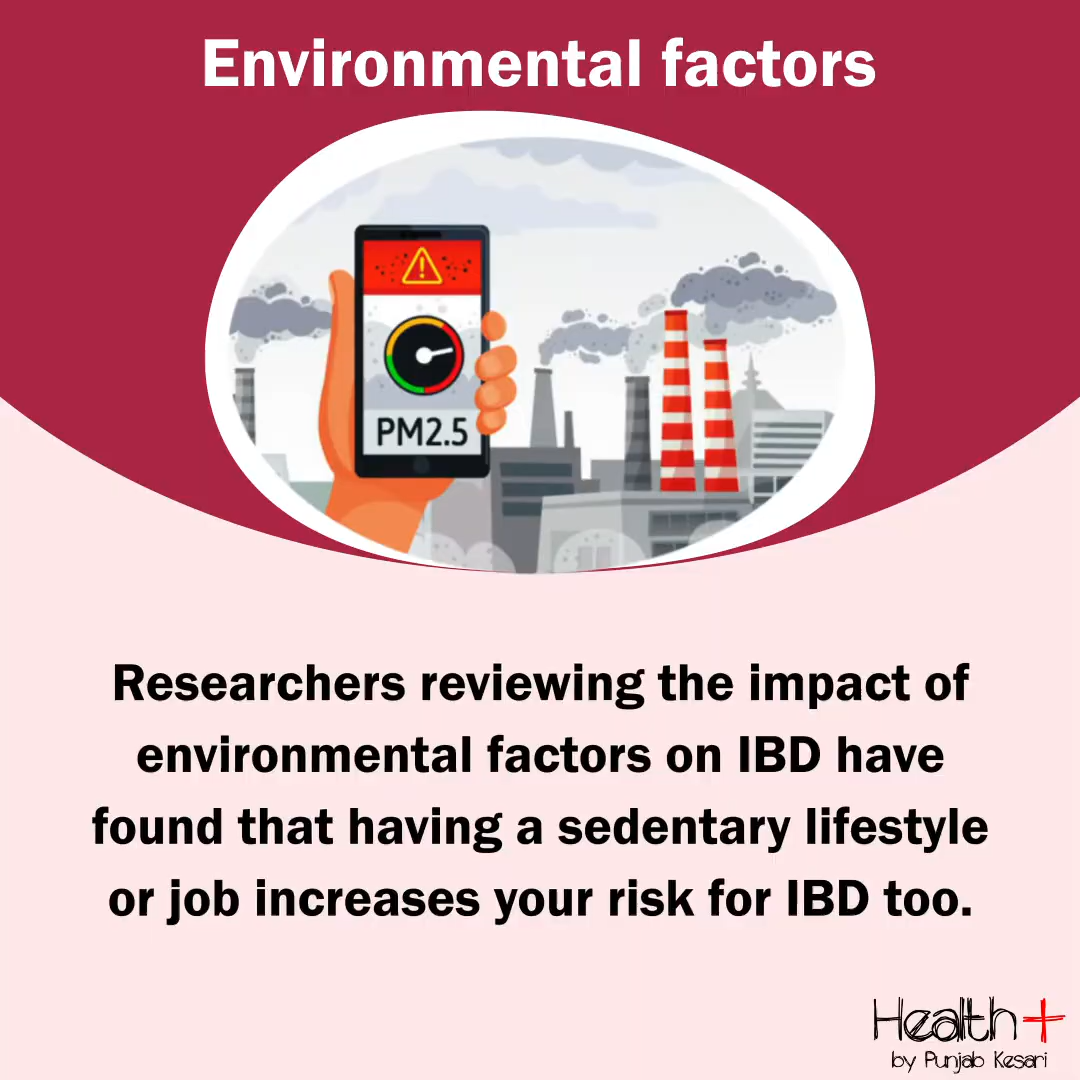 Environmental factors
PM2.5
Researchers reviewing the impact of
environmental factors on IBD have
found that having a sedentary lifestyle
or job increases your risk for IBD too.
Health+
by Punjab Kesari